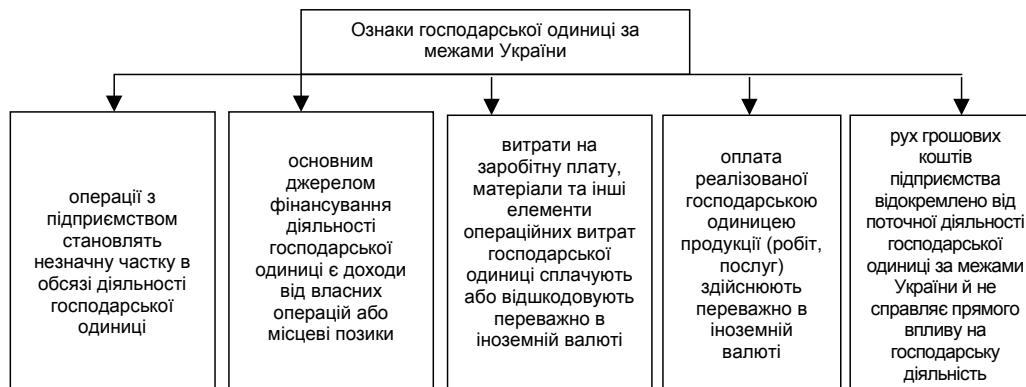 Ознаки господарської одиниці за
межами України
операції з
підприємством
становлять
незначну частку в
обсязі діяльності
господарської
одиниці
основним
джерелом
фінансування
діяльності
господарської
одиниці є доходи
від власних
операцій або
місцеві позики
витрати на
заробітну плату,
матеріали та інші
елементи
операційних витрат
господарської
одиниці сплачують
або відшкодовують
переважно в
іноземній валюті
оплата
реалізованої
господарською
одиницею
продукції (робіт,
послуг)
здійснюють
переважно в
іноземній
валюті
рух грошових
коштів
підприємства
відокремлено від
поточної діяльності
господарської
одиниці за межами
України й не
справляє прямого
впливу на
господарську
діяльність